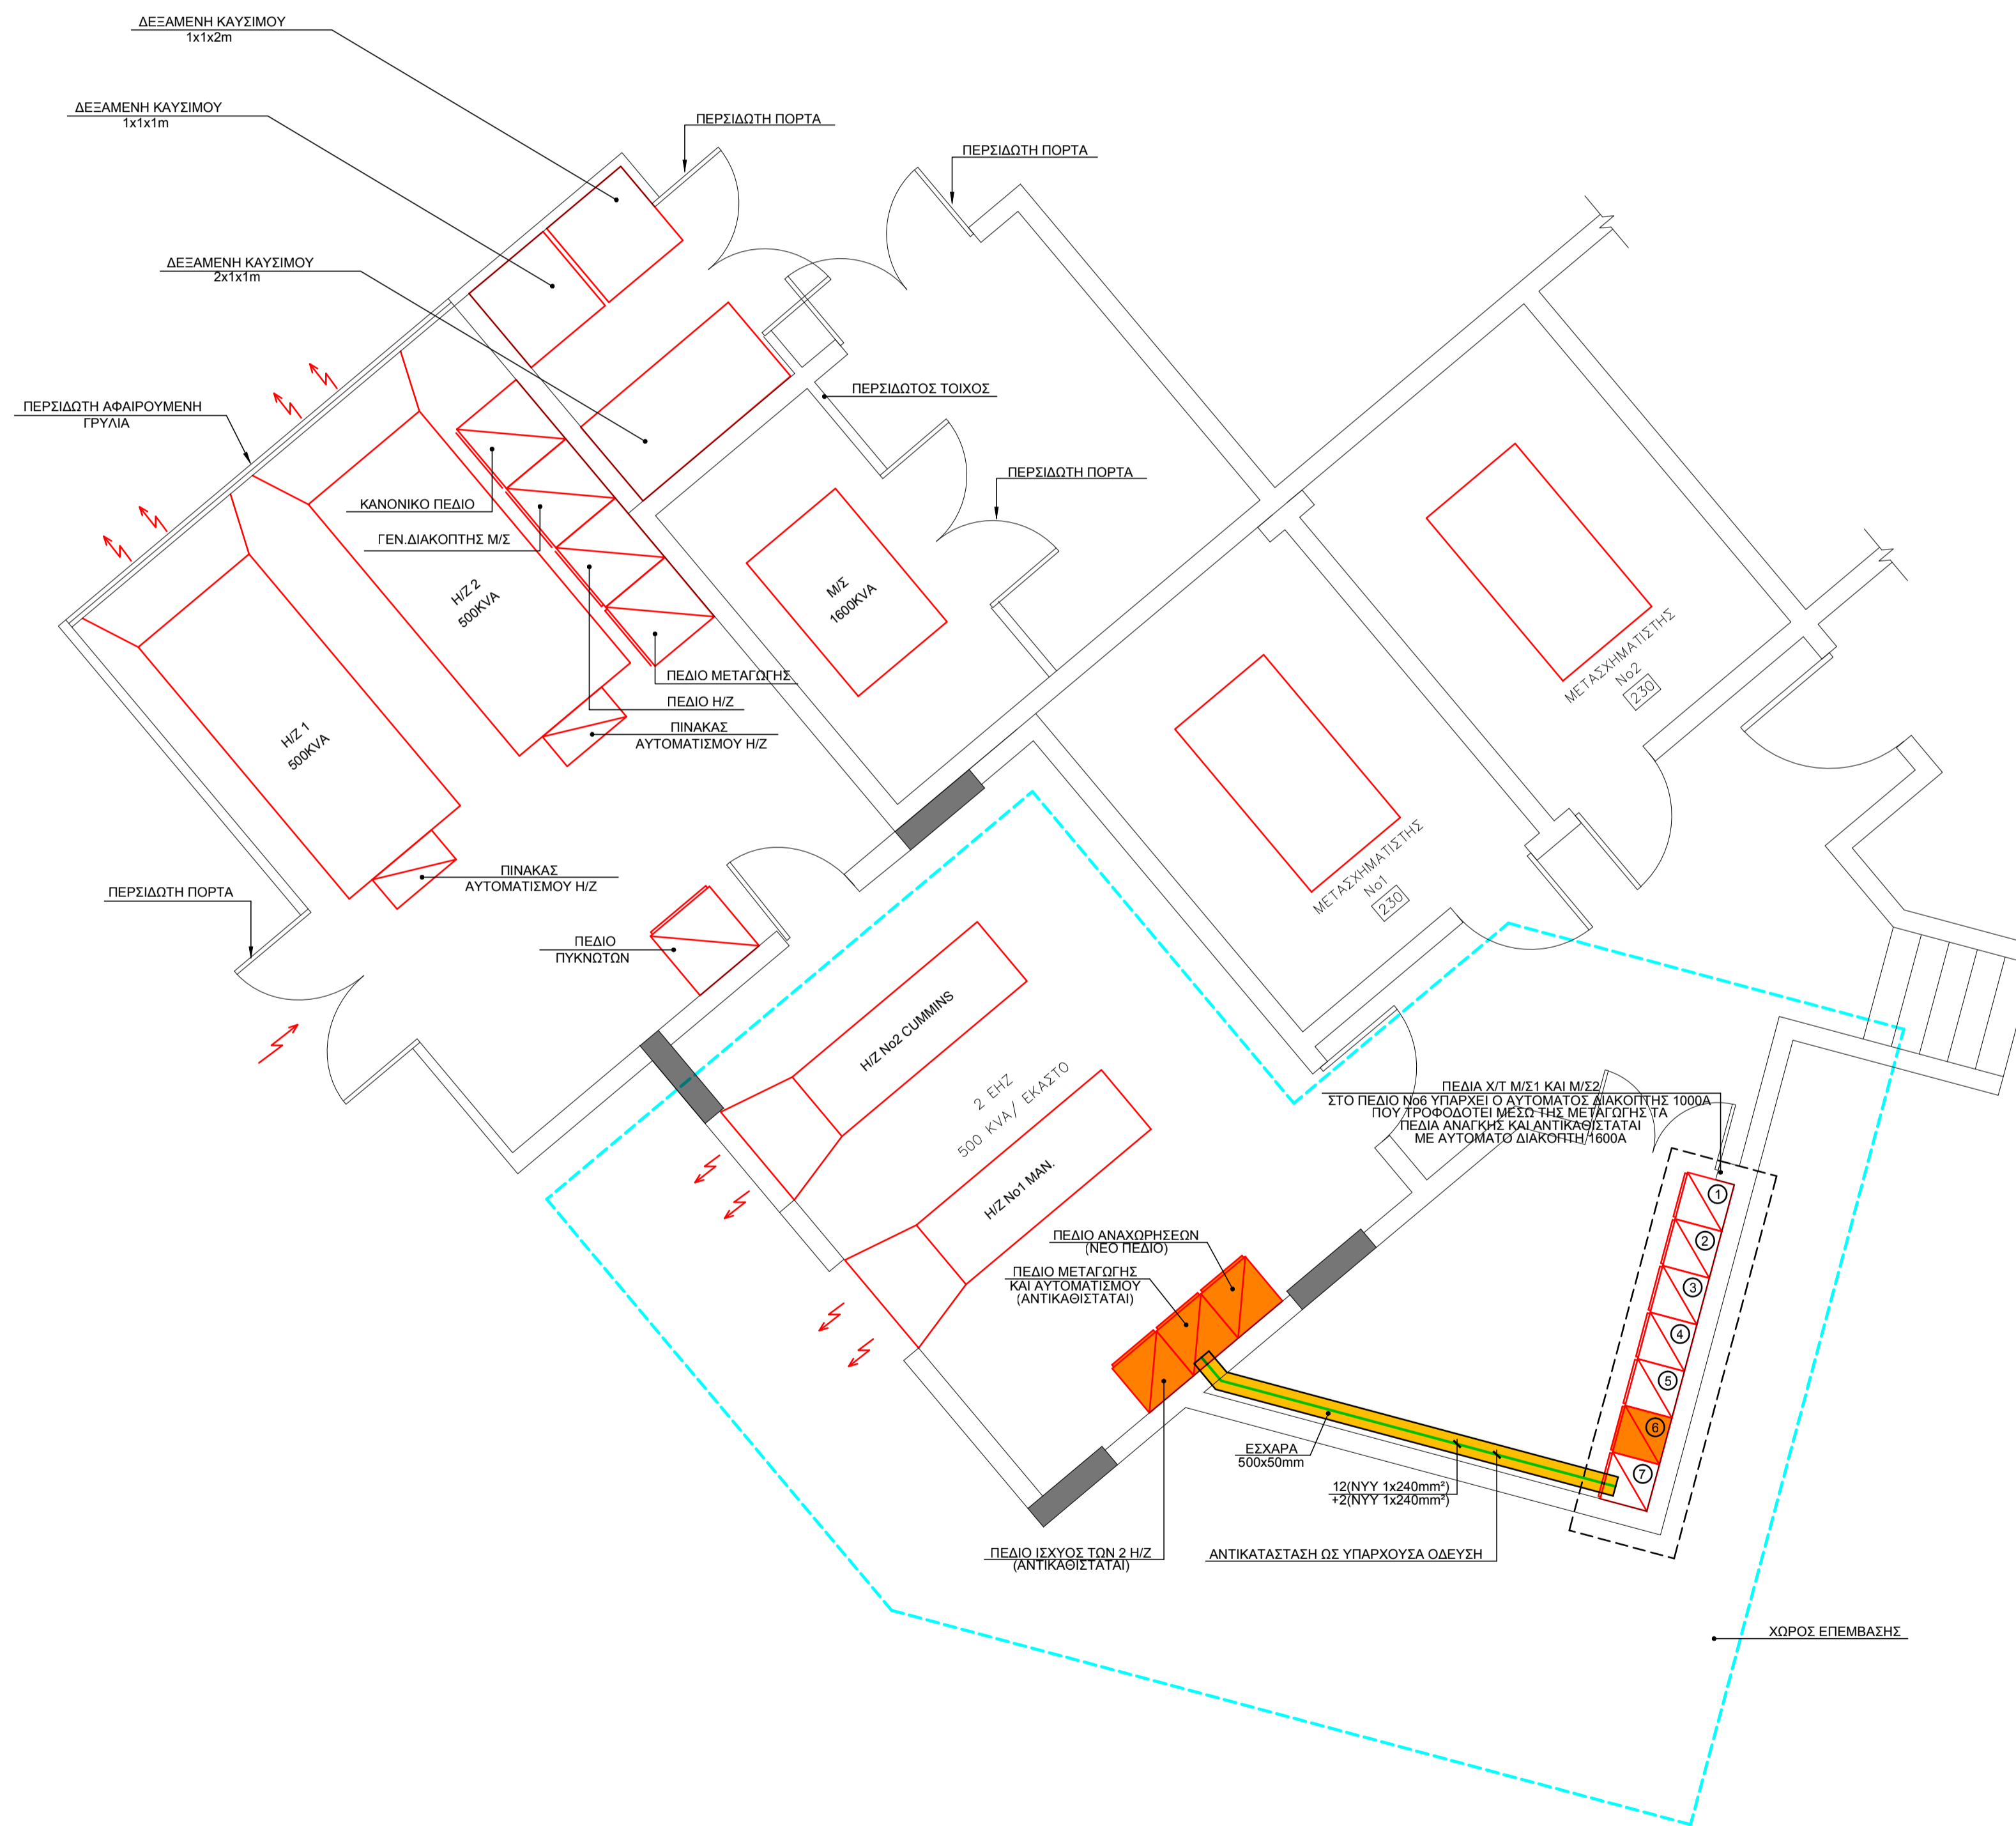 ΔΕΞΑΜΕΝΗ ΚΑΥΣΙΜΟΥ
1x1x2m
ΔΕΞΑΜΕΝΗ ΚΑΥΣΙΜΟΥ
1x1x1m
ΠΕΡΣΙΔΩΤΗ ΠΟΡΤΑ
ΠΕΡΣΙΔΩΤΗ ΠΟΡΤΑ
ΔΕΞΑΜΕΝΗ ΚΑΥΣΙΜΟΥ
2x1x1m
ΠΕΡΣΙΔΩΤΟΣ ΤΟΙΧΟΣ
ΠΕΡΣΙΔΩΤΗ ΑΦΑΙΡΟΥΜΕΝΗ
ΓΡΥΛΙΑ
ΠΕΡΣΙΔΩΤΗ ΠΟΡΤΑ
ΚΑΝΟΝΙΚΟ ΠΕΔΙΟ
ΓΕΝ.ΔΙΑΚΟΠΤΗΣ Μ/Σ
Η/Ζ 2
500KVA
Μ/Σ
1600KVA
ΜΕΤΑΣΧΗΜΑΤΙΣΤΗΣ
No2
230
ΠΕΔΙΟ ΜΕΤΑΓΩΓΗΣ
ΠΕΔΙΟ Η/Ζ
ΠΙΝΑΚΑΣ
ΑΥΤΟΜΑΤΙΣΜΟΥ Η/Ζ
Η/Ζ 1
500KVA
ΜΕΤΑΣΧΗΜΑΤΙΣΤΗΣ
No1
230
ΠΙΝΑΚΑΣ
ΑΥΤΟΜΑΤΙΣΜΟΥ Η/Ζ
ΠΕΡΣΙΔΩΤΗ ΠΟΡΤΑ
ΠΕΔΙΟ
ΠΥΚΝΩΤΩΝ
Η/Ζ No2 CUMMINS
2 ΕΗΖ
500 KVA/ ΕΚΑΣΤΟ
Η/Ζ No1 MAN.
ΠΕΔΙΑ Χ/Τ Μ/Σ1 ΚΑΙ Μ/Σ2
ΣΤΟ ΠΕΔΙΟ Νο6 ΥΠΑΡΧΕΙ Ο ΑΥΤΟΜΑΤΟΣ ΔΙΑΚΟΠΤΗΣ 1000Α
ΠΟΥ ΤΡΟΦΟΔΟΤΕΙ ΜΕΣΩ ΤΗΣ ΜΕΤΑΓΩΓΗΣ ΤΑ
ΠΕΔΙΑ ΑΝΑΓΚΗΣ ΚΑΙ ΑΝΤΙΚΑΘΙΣΤΑΤΑΙ
ΜΕ ΑΥΤΟΜΑΤΟ ΔΙΑΚΟΠΤΗ 1600Α
1
2
3
4
5
6
7
ΠΕΔΙΟ ΑΝΑΧΩΡΗΣΕΩΝ
(ΝΕΟ ΠΕΔΙΟ)
ΠΕΔΙΟ ΜΕΤΑΓΩΓΗΣ
ΚΑΙ ΑΥΤΟΜΑΤΙΣΜΟΥ
(ΑΝΤΙΚΑΘΙΣΤΑΤΑΙ)
ΕΣΧΑΡΑ
500x50mm
12(NYY 1x240mm²)
+2(NYY 1x240mm²)
ΠΕΔΙΟ ΙΣΧΥΟΣ ΤΩΝ 2 Η/Ζ
(ΑΝΤΙΚΑΘΙΣΤΑΤΑΙ)
ΑΝΤΙΚΑΤΑΣΤΑΣΗ ΩΣ ΥΠΑΡΧΟΥΣΑ ΟΔΕΥΣΗ
ΧΩΡΟΣ ΕΠΕΜΒΑΣΗΣ